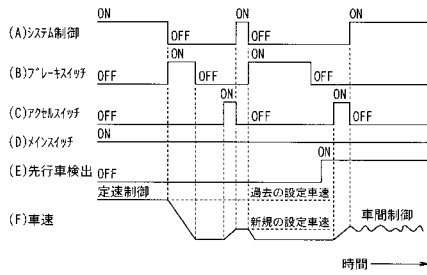 ON ON ON
(A)システム制御 OFF OFF
ON ON
(B)ブレーキスイッチ OFF OFF OFF
ON ON
(C)アクセルスイッチ OFF OFF OFF
(D)メインスイッチ ON
ON
(E)先行車検出 OFF
定速制御 過去の設定車速
(F)車速 新規の設定車速 車間制御
時間